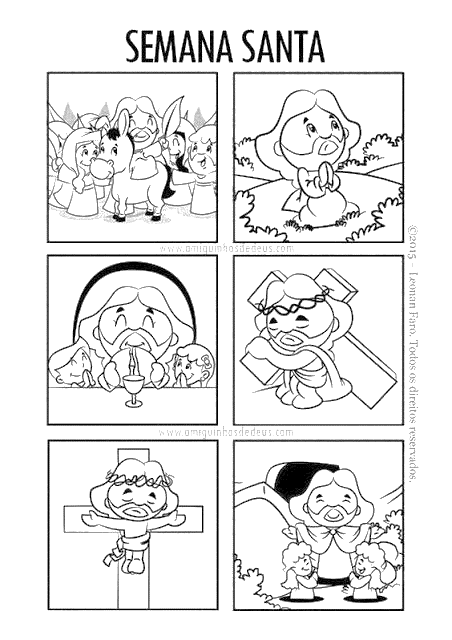 SEMANA SANTA
www.amiguinhosdedeus.com
©2015 - Leonan Faro. Todos os direitos reservados.
www.amiguinhosdedeus.com